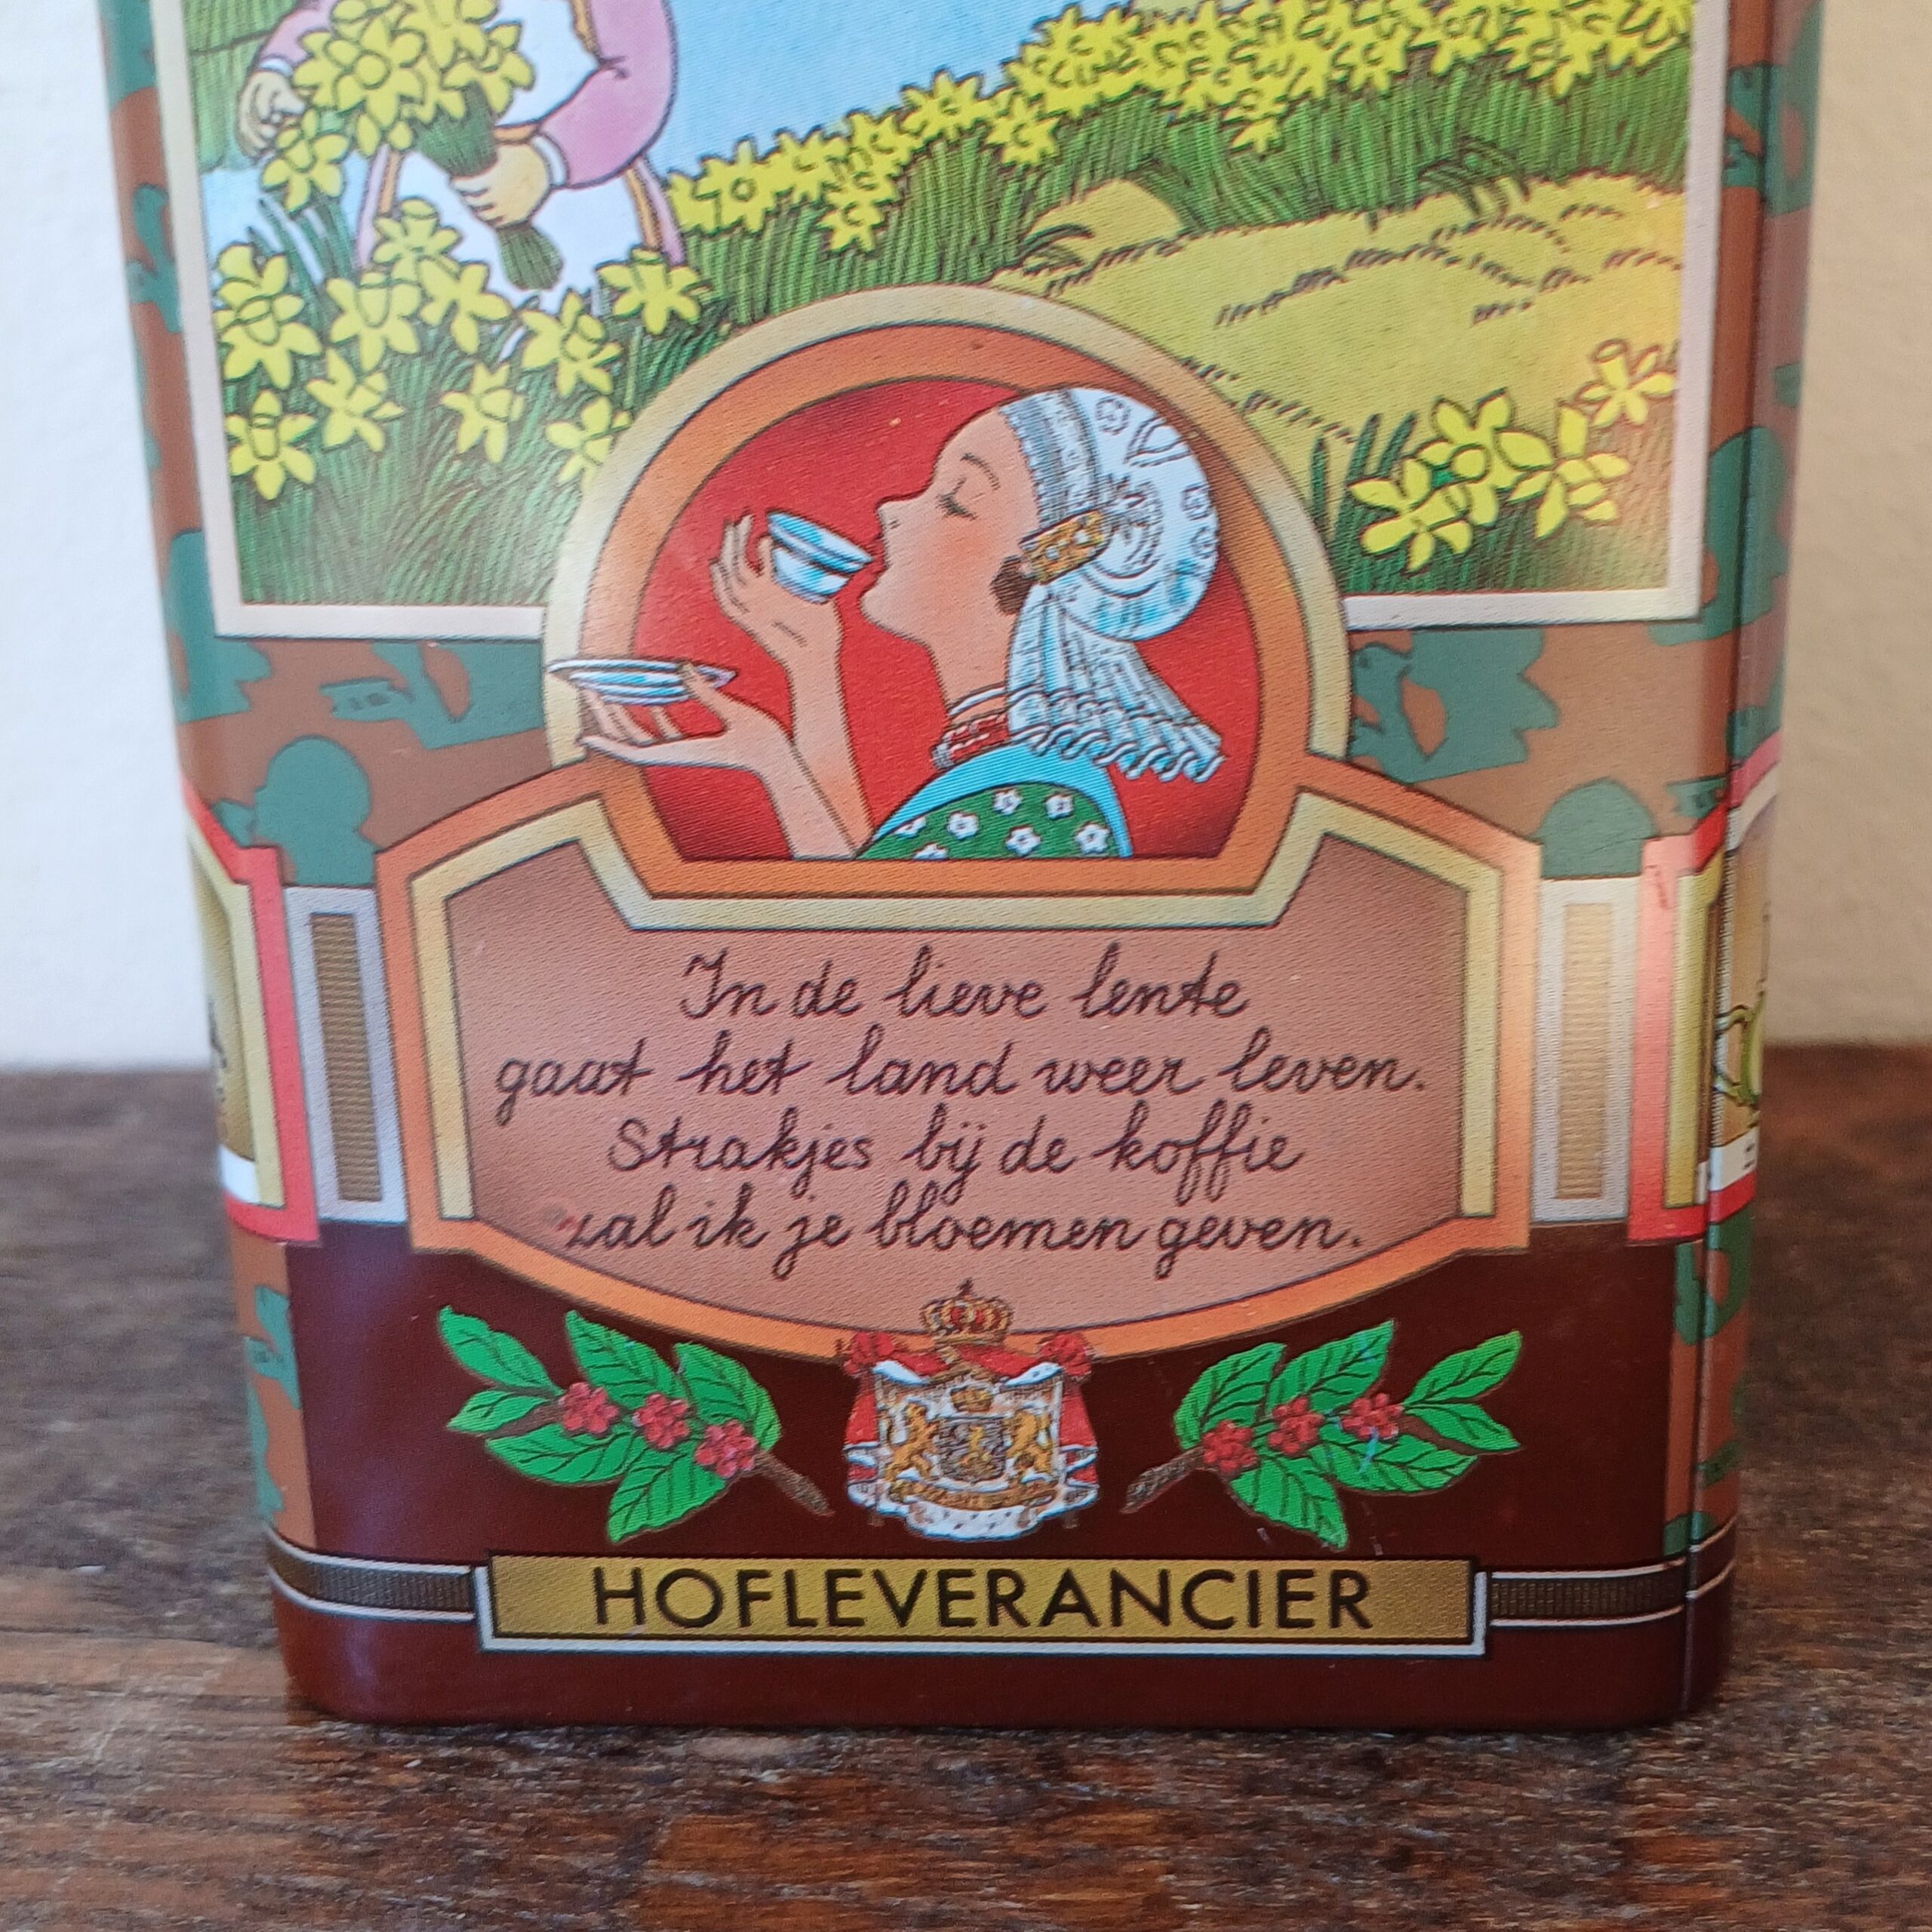 In de lieve lente
gaat het land weer leven.
Strakjes bij de koffie
zal ik je bloemen geven.
HOFLEVERANCIER